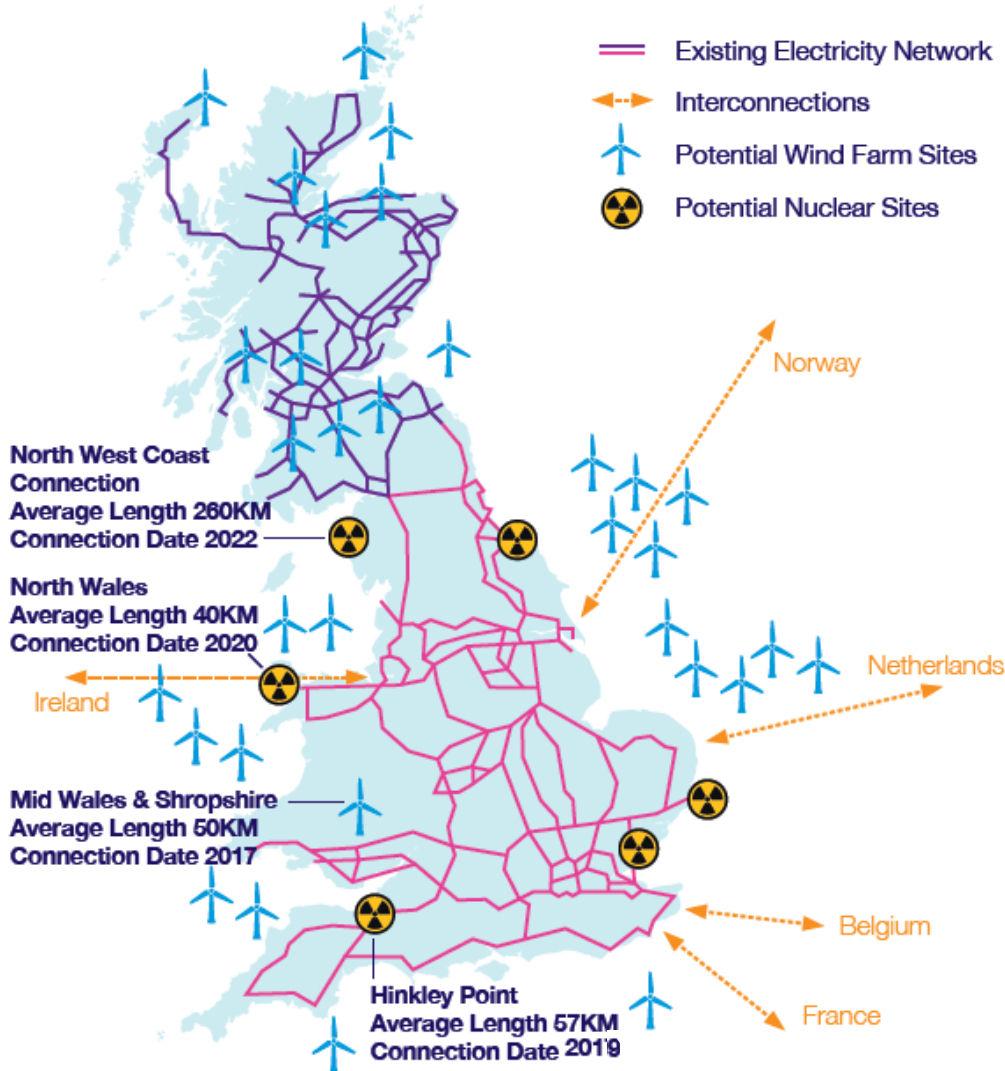 Existing Electricity Network
Interconnections
Potential Wind Farm Sites
Potential Nuclear Sites
Norway
North West Coast
Connection
Average Length 260KM
Connection Date 2022
North Wales
Average Length 40KM
Connection Date 2020
Ireland
Netherlands
Mid Wales & Shropshire
Average Length 50KM
Connection Date 2017
Belgium
Hinkley Point
Average Length 57KM
Connection Date 2019
France